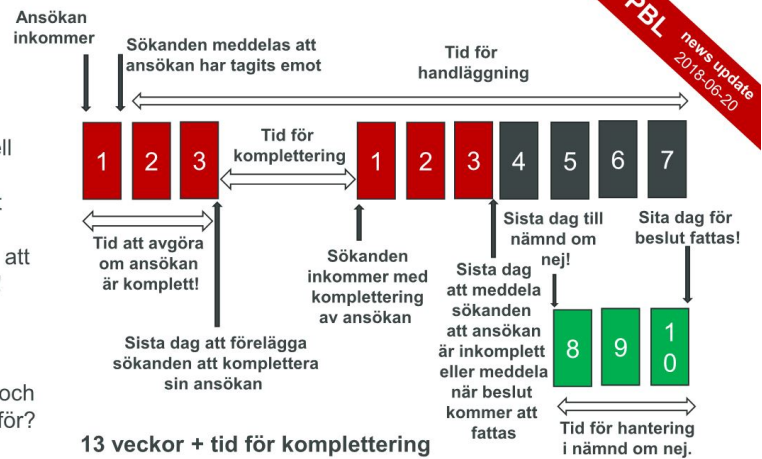 Ansökan
inkommer
Sökanden meddelas att
ansökan har tagits emot
Tid för
handläggning
PBL news update
2018-06-20
1 2 3
Tid för
komplettering
1 2 3 4 5 6 7
Tid att avgöra
om ansökan
är komplett!
Sista dag att förelägga
sökanden att komplettera
sin ansökan
Sökanden
inkommer med
komplettering
av ansökan
Sista dag
att meddela
sökanden
att ansökan
är inkomplett
eller meddela
när beslut
kommer att
fattas
Sista dag till
nämnd om
nej!
Sita dag för
beslut fattas!
8 9 10
Tid för hantering
i nämnd om nej.
att
och
för?
13 veckor + tid för komplettering